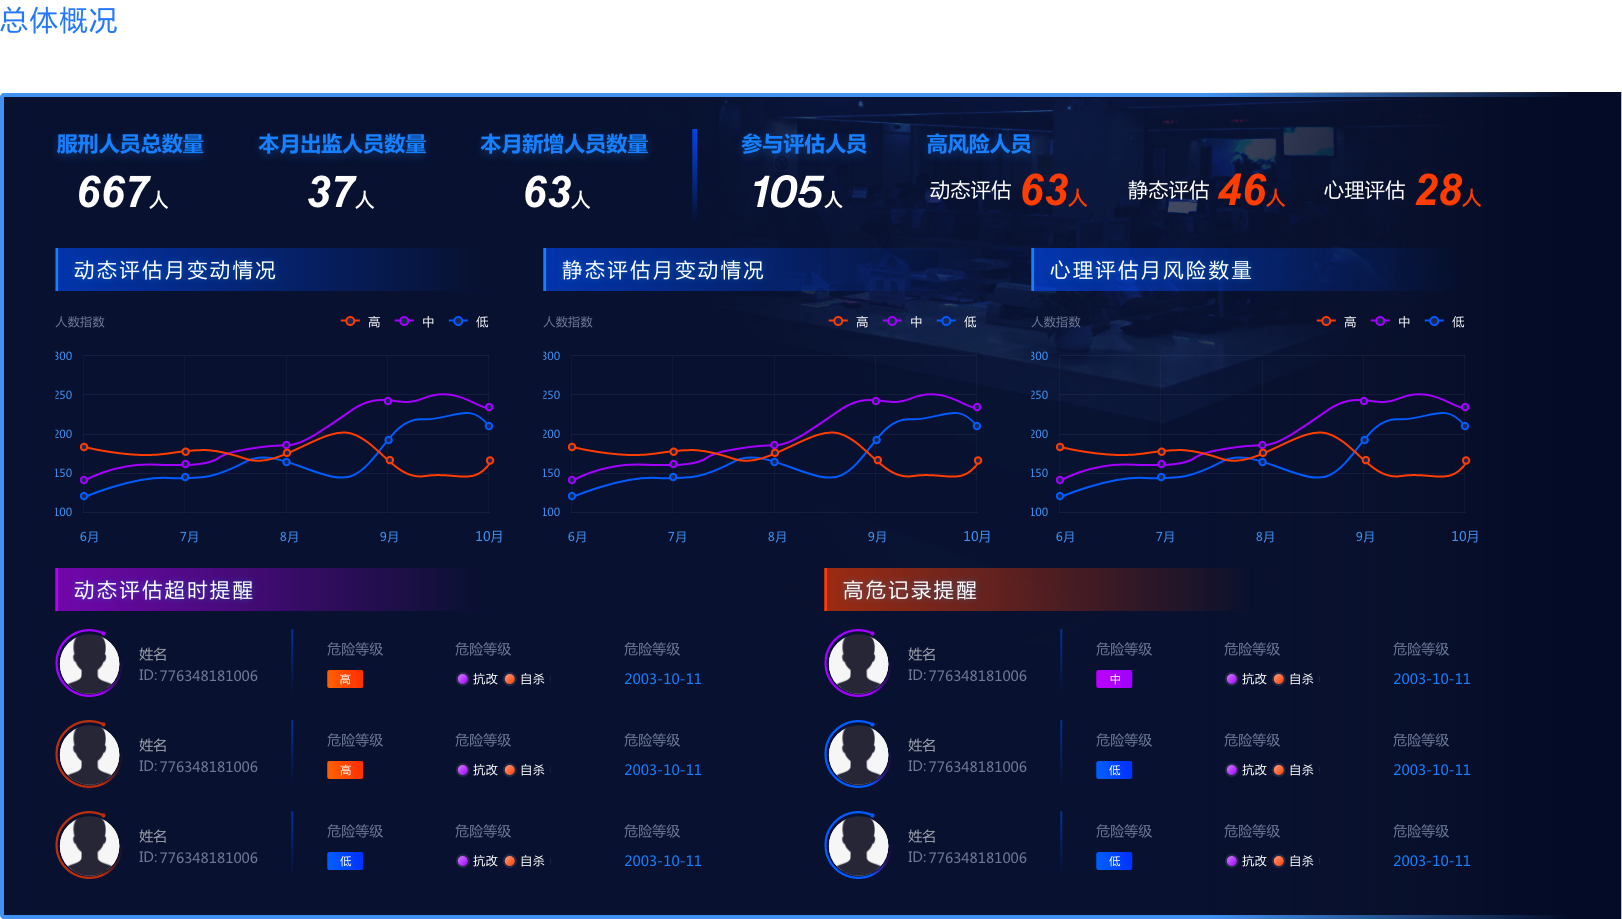 总体概况
服刑人员总数量 本月出监人员数量 本月新增人员数量 参与评估人员 高风险人员
667人 37人 63人 105人 动态评估 63人 静态评估 46人 心理评估 28人
动态评估月变动情况 静态评估月变动情况 心理评估月风险数量
人数指数 高 中 低 人数指数 高 中 低 人数指数 高 中 低
300 300 300
250 250 250
200 200 200
150 150 150
100 100 100
6月 7月 8月 9月 10月 6月 7月 8月 9月 10月 6月 7月 8月 9月 10月
动态评估超时提醒 高危记录提醒
姓名 危险等级 危险等级 危险等级 姓名 危险等级 危险等级 危险等级
ID:776348181006 高 抗改 自杀 2003-10-11 ID:776348181006 中 抗改 自杀 2003-10-11
姓名 危险等级 危险等级 危险等级 姓名 危险等级 危险等级 危险等级
ID:776348181006 高 抗改 自杀 2003-10-11 ID:776348181006 低 抗改 自杀 2003-10-11
姓名 危险等级 危险等级 危险等级 姓名 危险等级 危险等级 危险等级
ID:776348181006 低 抗改 自杀 2003-10-11 ID:776348181006 低 抗改 自杀 2003-10-11